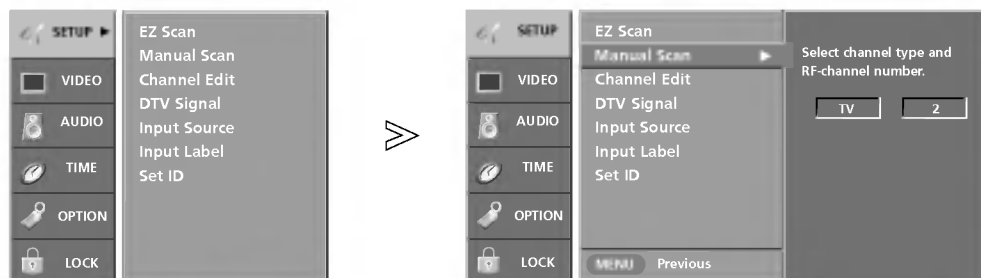 SETUP
VIDEO
AUDIO
TIME
OPTION
LOCK
EZ Scan
Manual Scan
Channel Edit
DTV Signal
Input Source
Input Label
Set ID
SETUP
VIDEO
AUDIO
TIME
OPTION
LOCK
EZ Scan
Manual Scan
Channel Edit
DTV Signal
Input Source
Input Label
Set ID
MENU Previous
Select channel type and
RF-channel number.
TV 2